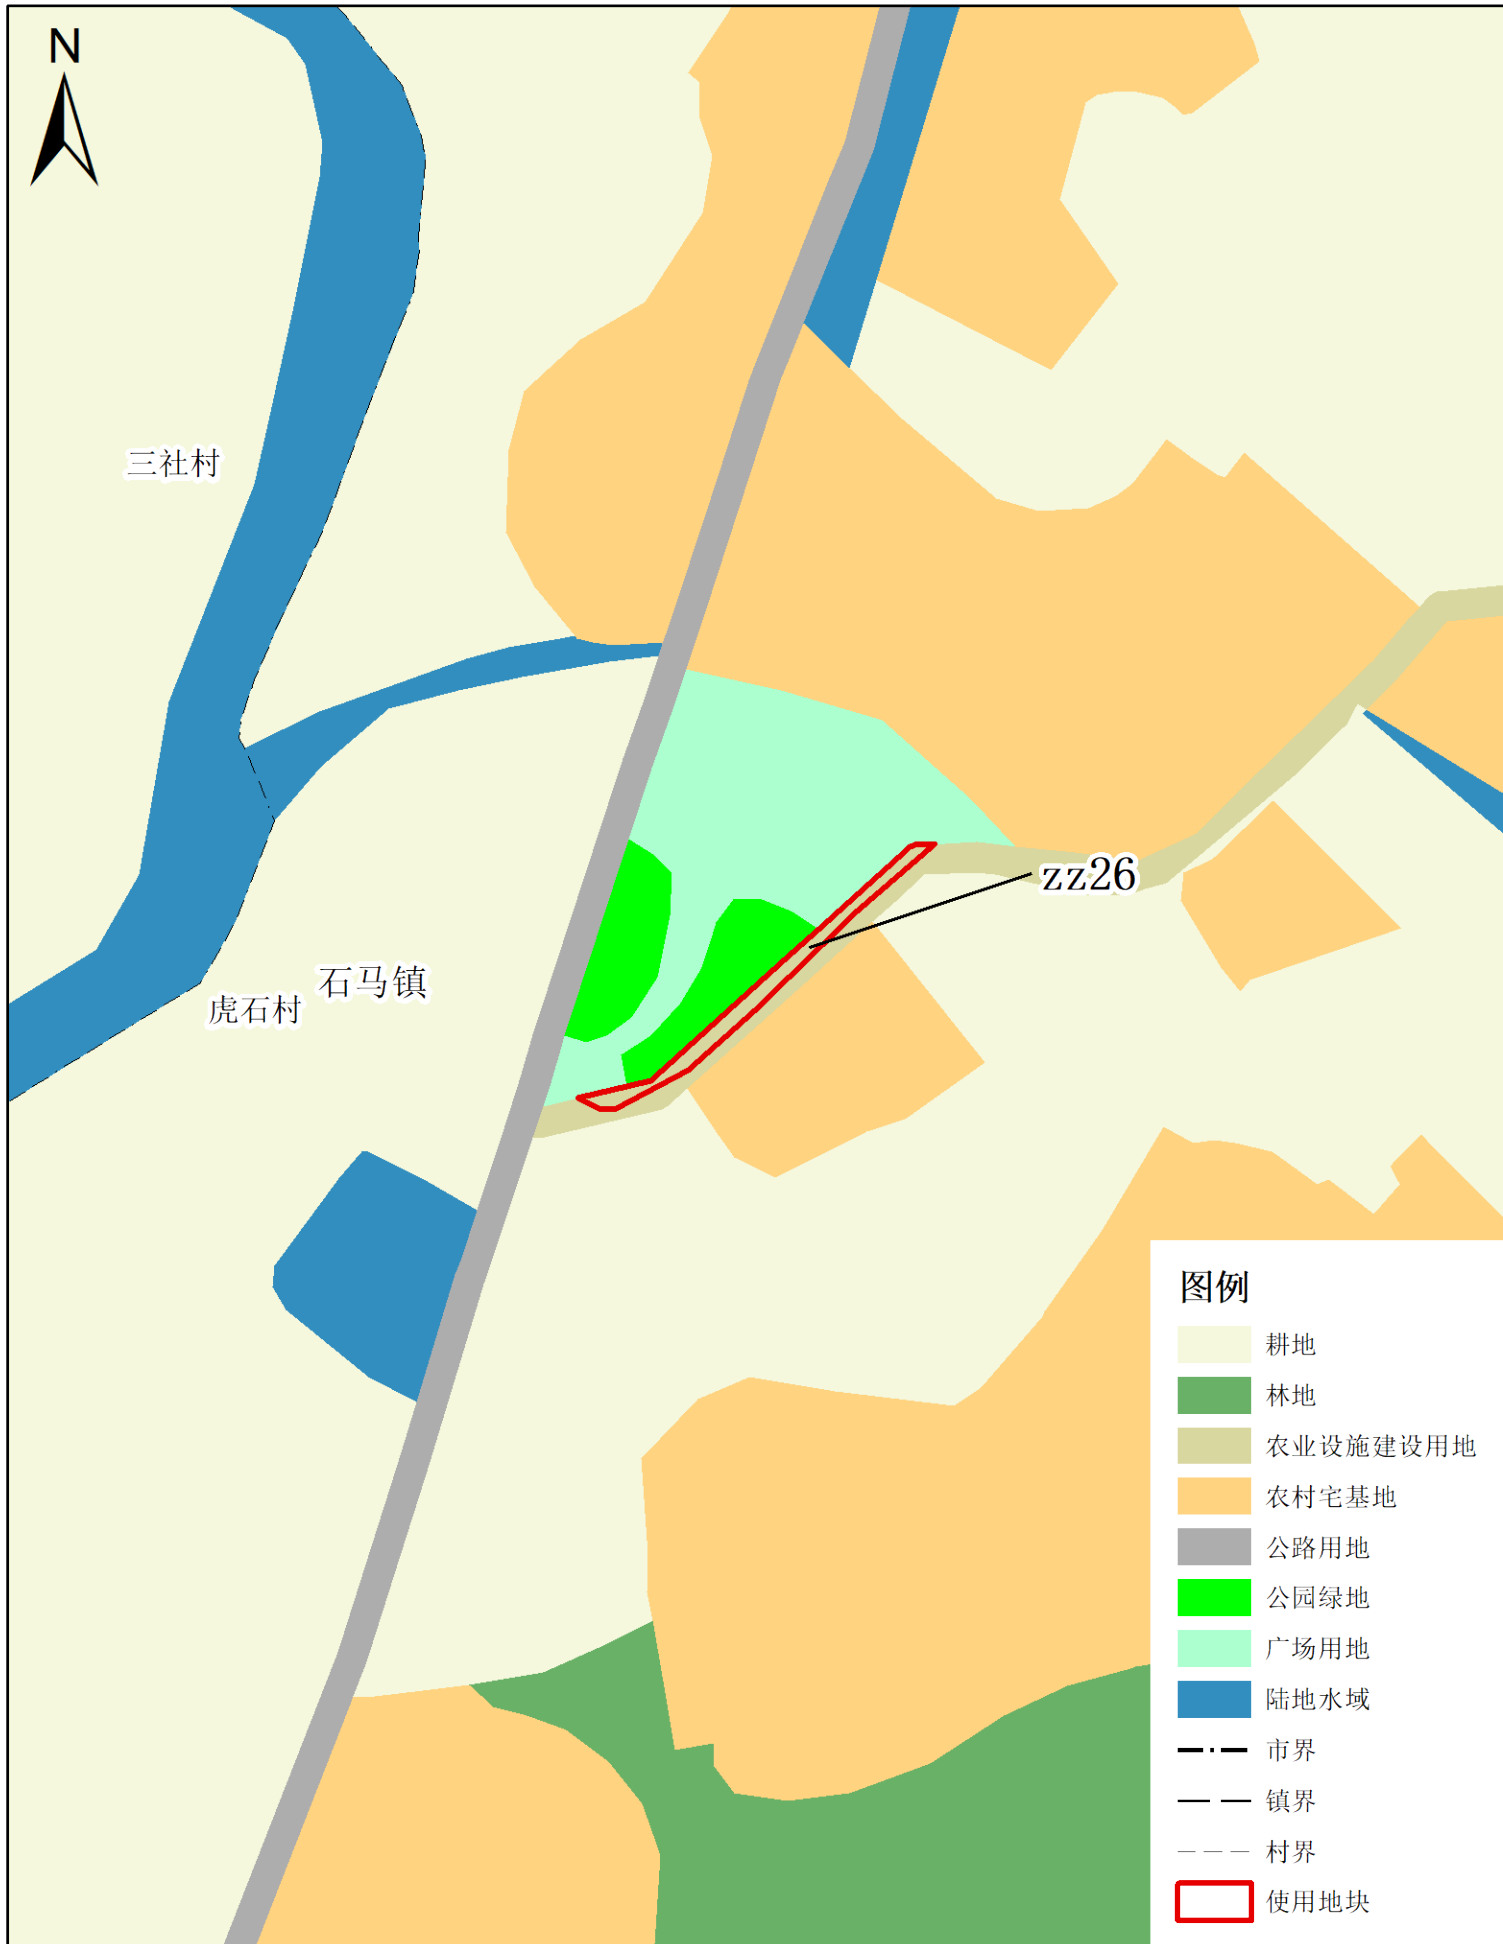 N
三社村
zz26
石马镇
虎石村
图例
耕地
林地
农业设施建设用地
农村宅基地
公路用地
公园绿地
广场用地
陆地水域
市界
镇界
村界
使用地块